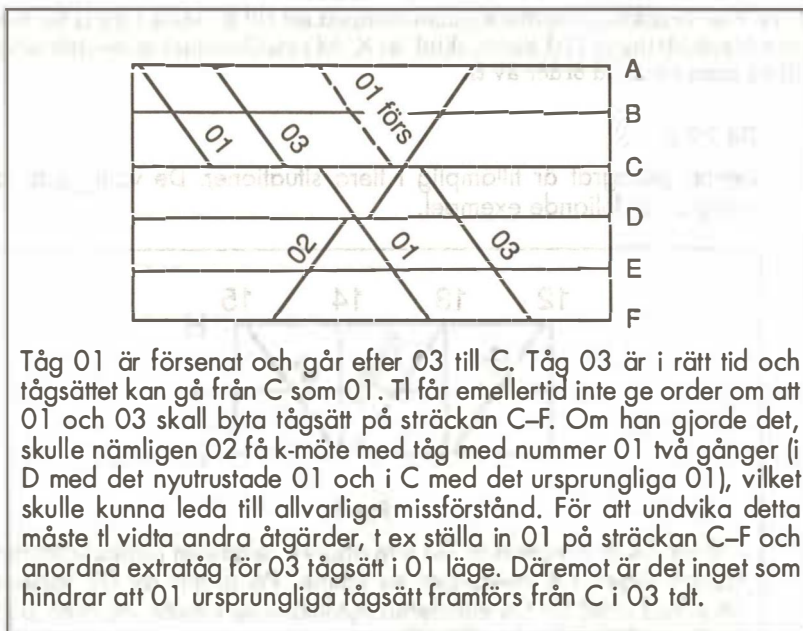 A
01 förs
B
01
03
C
D
02
01
03
E
F
Tåg 01 är försenat och går efter 03 till C. Tåg 03 är i rätt tid och
tågsättet kan gå från C som 01. Tl får emellertid inte ge order om att
01 och 03 skall byta tågsätt på sträckan C–F. Om han gjorde det,
skulle nämligen 02 få k-möte med tåg med nummer 01 två gånger (i
D med det nyutrustade 01 och i C med det ursprungliga 01), vilket
skulle kunna leda till allvarliga missförstånd. För att undvika detta
måste tl vidta andra åtgärder, t ex ställa in 01 på sträckan C–F och
anordna extratåg för 03 tågsätt i 01 läge. Däremot är det inget som
hindrar att 01 ursprungliga tågsätt framförs från C i 03 tdt.